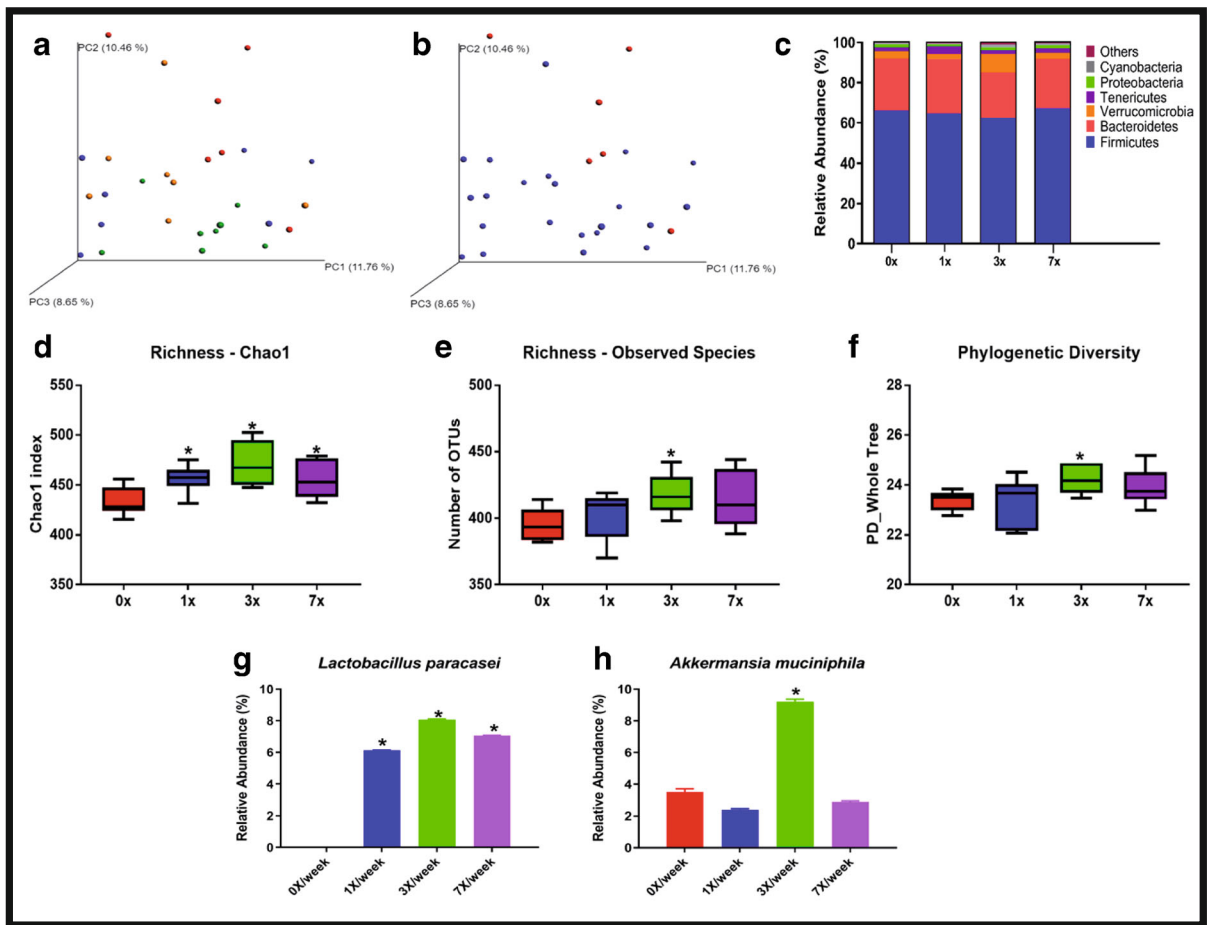 a
PC2 (10.46 %)
PC1 (11.76 %)
PC3 (8.65 %)
b
PC2 (10.46 %)
PC1 (11.76 %)
PC3 (8.65 %)
c
Relative Abundance (%)
100
80
60
40
20
0
0x
1x
3x
7x
Others
Cyanobacteria
Proteobacteria
Tenericutes
Verrucomicrobia
Bacteroidetes
Firmicutes
d
Richness - Chao1
Chao1 index
550
500
450
400
350
*
*
*
0x
1x
3x
7x
e
Richness - Observed Species
Number of OTUs
500
450
400
350
*
0x
1x
3x
7x
f
Phylogenetic Diversity
PD_Whole Tree
28
26
24
22
20
*
0x
1x
3x
7x
g
Lactobacillus paracasei
Relative Abundance (%)
10
8
6
4
2
0
*
*
*
0X/week
1X/week
3X/week
7X/week
h
Akkermansia muciniphila
Relative Abundance (%)
10
8
6
4
2
0
*
0X/week
1X/week
3X/week
7X/week